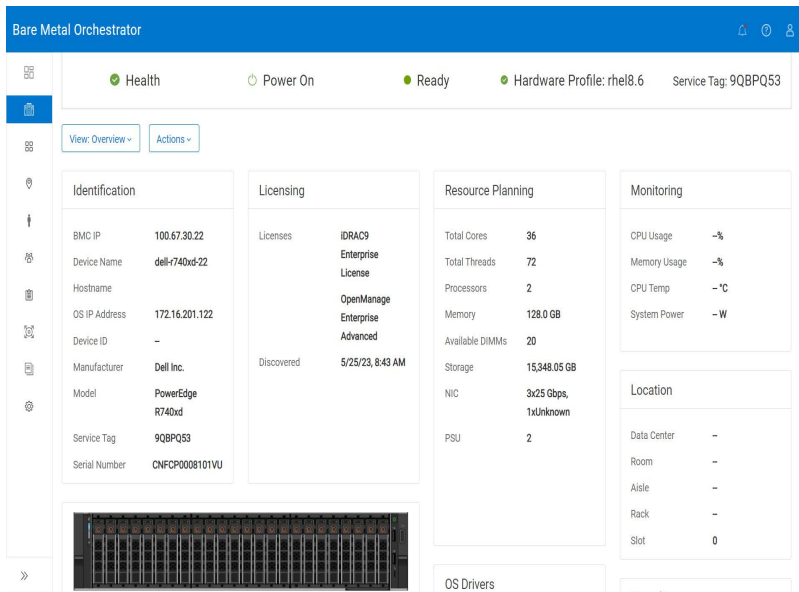 Bare Metal Orchestrator
Health
Power On
Ready
Hardware Profile: rhel8.6
Service Tag: 9QBPQ53
View: Overview
Actions
Identification
BMC IP 100.67.30.22
Device Name dell-r740xd-22
Hostname
OS IP Address 172.16.201.122
Device ID –
Manufacturer Dell Inc.
Model PowerEdge
R740xd
Service Tag 9QBPQ53
Serial Number CNFCP0008101VU
Licensing
Licenses iDRAC9
Enterprise
License
OpenManage
Enterprise
Advanced
Discovered 5/25/23, 8:43 AM
Resource Planning
Total Cores 36
Total Threads 72
Processors 2
Memory 128.0 GB
Available DIMMs 20
Storage 15,348.05 GB
NIC 3x25 Gbps,
1xUnknown
PSU 2
OS Drivers
Monitoring
CPU Usage –%
Memory Usage –%
CPU Temp – °C
System Power – W
Location
Data Center –
Room –
Aisle –
Rack –
Slot 0